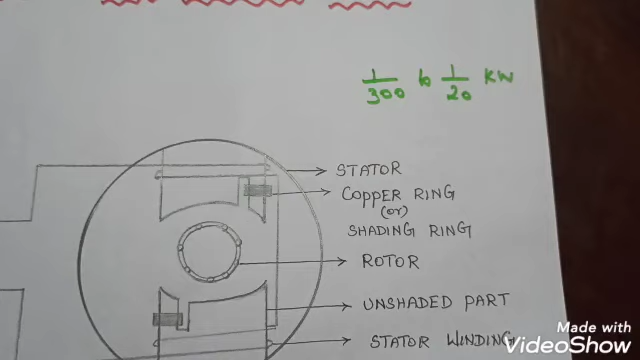 1/300 to 1/20 KW
STATOR
COPPER RING
(or)
SHADING RING
ROTOR
UNSHADED PART
STATOR WINDING
Made with
VideoShow